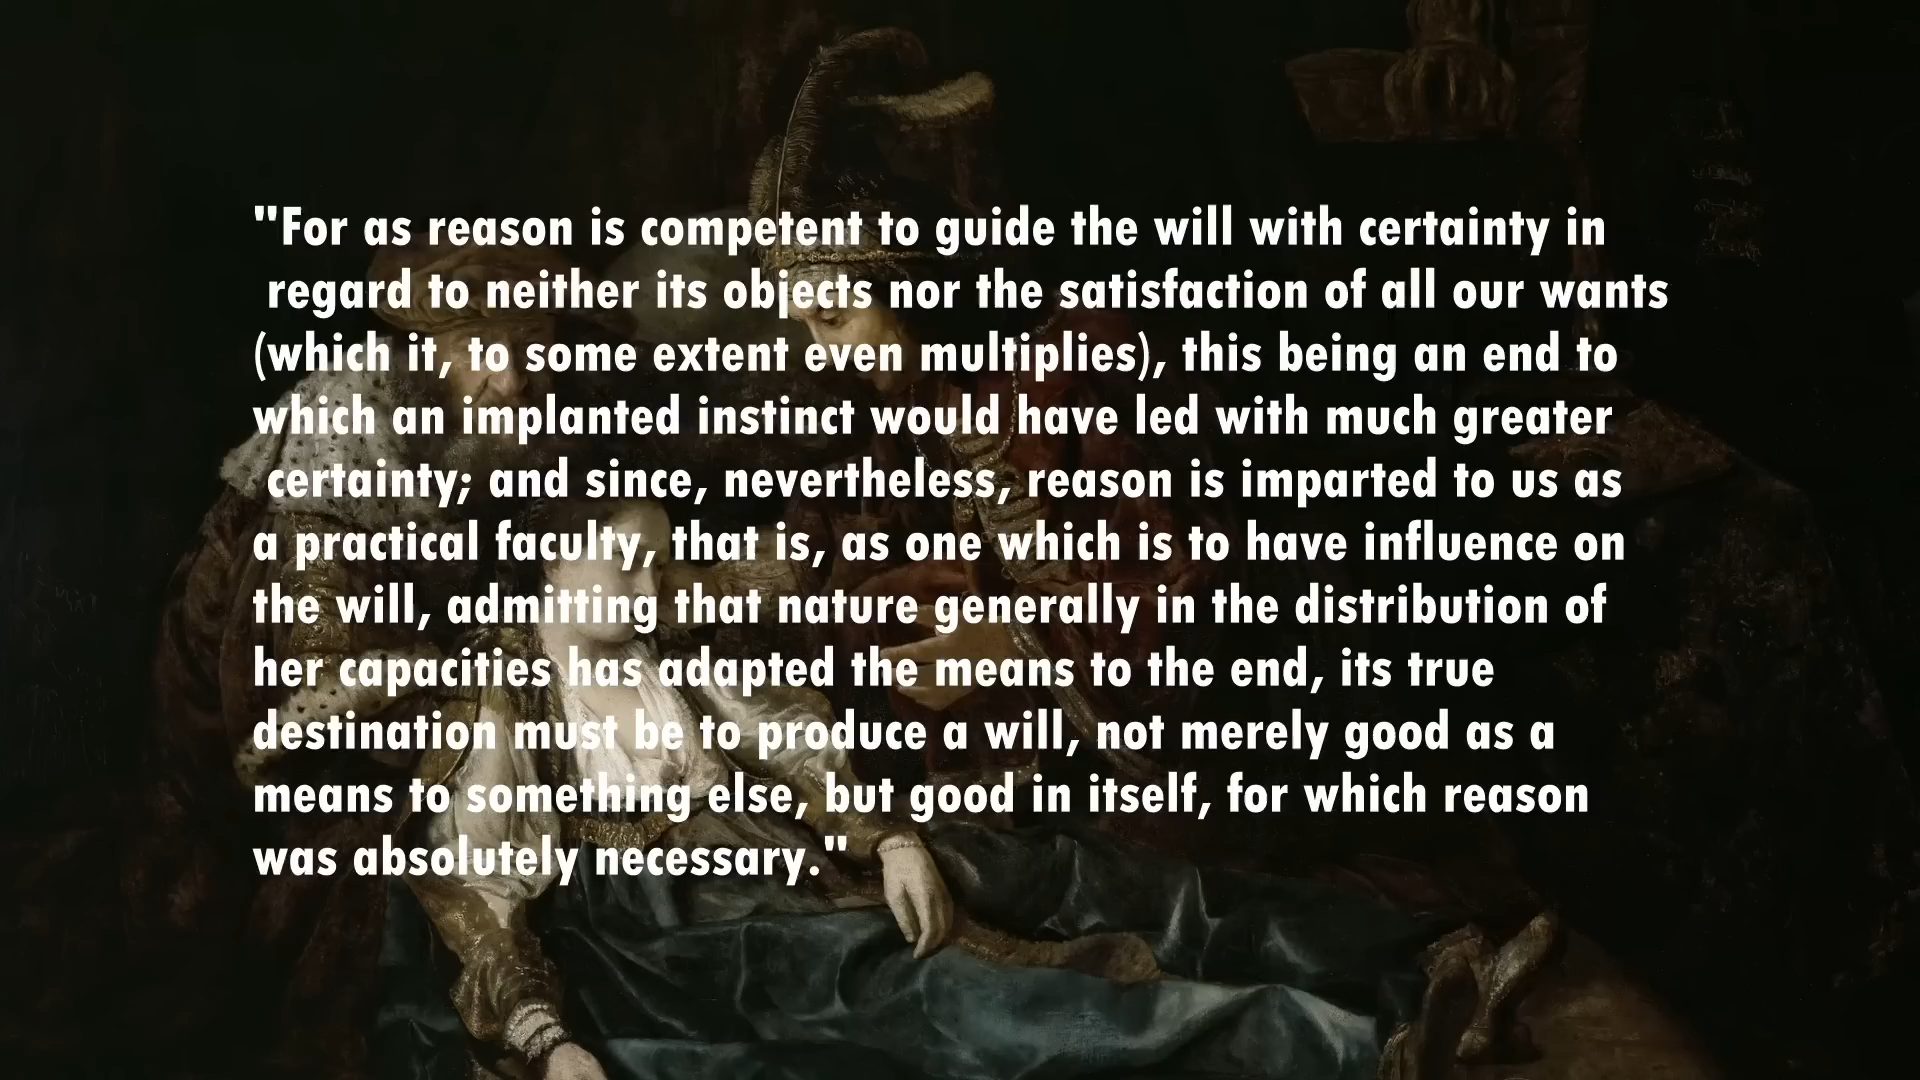 "For as reason is competent to guide the will with certainty in
regard to neither its objects nor the satisfaction of all our wants
(which it, to some extent even multiplies), this being an end to
which an implanted instinct would have led with much greater
certainty; and since, nevertheless, reason is imparted to us as
a practical faculty, that is, as one which is to have influence on
the will, admitting that nature generally in the distribution of
her capacities has adapted the means to the end, its true
destination must be to produce a will, not merely good as a
means to something else, but good in itself, for which reason
was absolutely necessary."